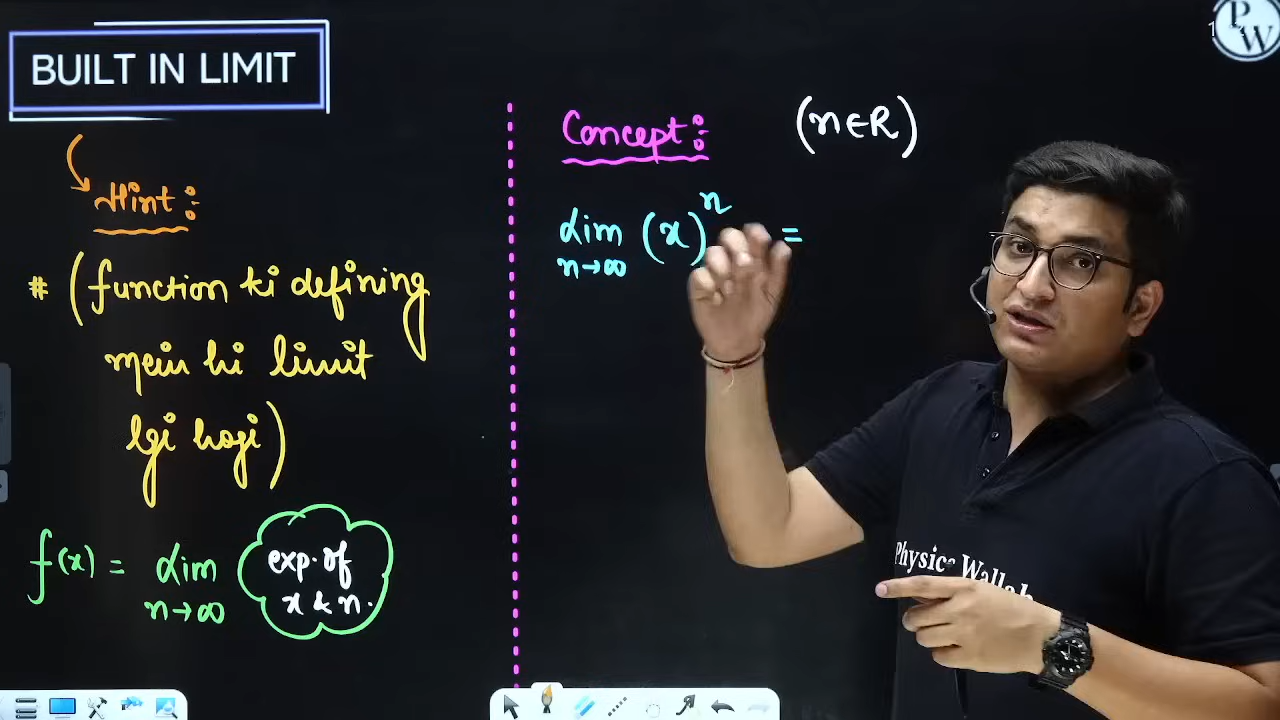 BUILT IN LIMIT
Hint:-
# (function ki defining
mein hi limit
lgi hogi)
f(x) = lim
n→∞
exp. of
x & n.
Concept:-
(n∈R)
lim (x)^n =
n→∞
PW
Physics Wallah